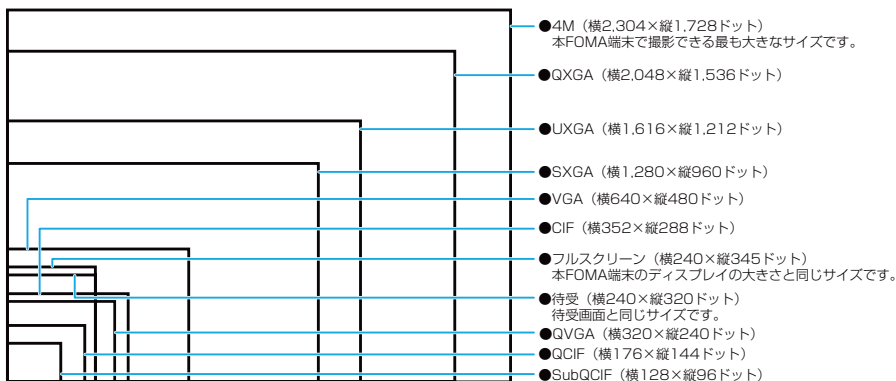 ●4M（横2,304×縦1,728ドット）
本FOMA端末で撮影できる最も大きなサイズです。
●QXGA（横2,048×縦1,536ドット）
●UXGA（横1,616×縦1,212ドット）
●SXGA（横1,280×縦960ドット）
●VGA（横640×縦480ドット）
●CIF（横352×縦288ドット）
●フルスクリーン（横240×縦345ドット）
本FOMA端末のディスプレイの大きさと同じサイズです。
●待受（横240×縦320ドット）
待受画面と同じサイズです。
●QVGA（横320×縦240ドット）
●QCIF（横176×縦144ドット）
●SubQCIF（横128×縦96ドット）